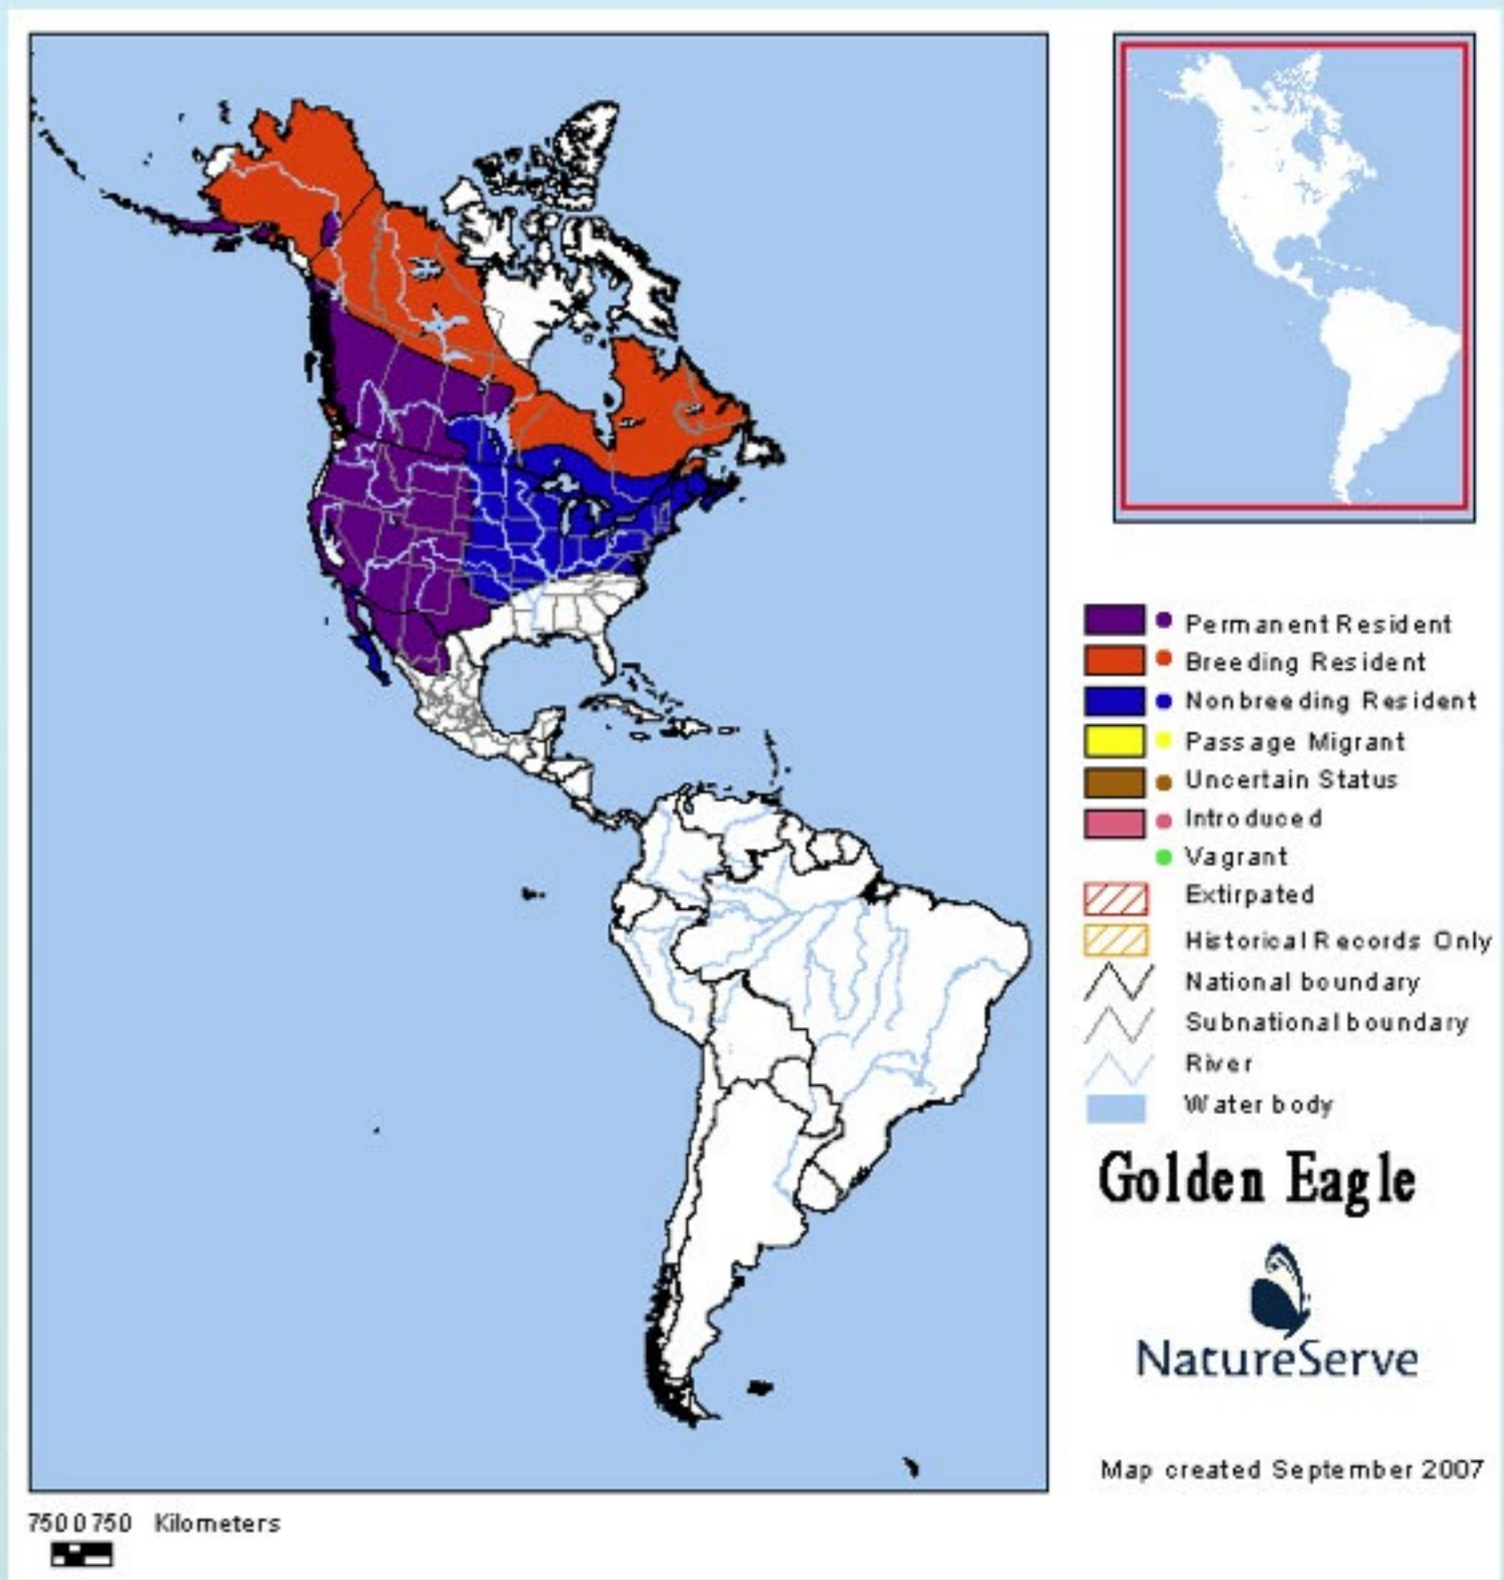 Permanent Resident
Breeding Resident
Nonbreeding Resident
Passage Migrant
Uncertain Status
Introduced
Vagrant
Extirpated
Historical Records Only
National boundary
Subnational boundary
River
Water body
Golden Eagle
NatureServe
Map created September 2007
750 0 750 Kilometers